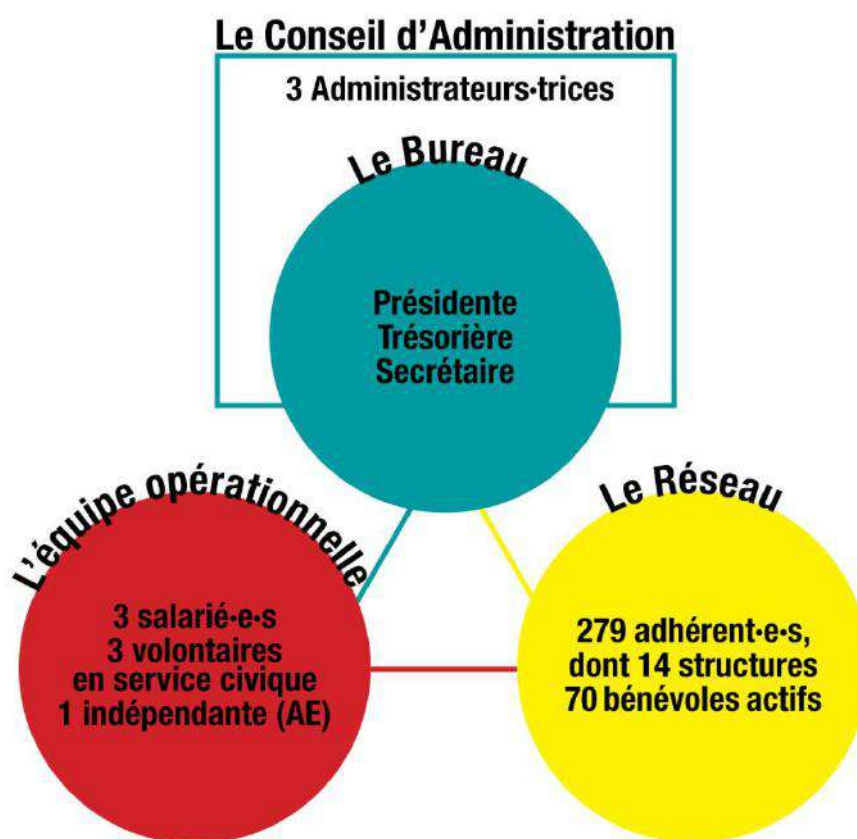 Le Conseil d'Administration
3 Administrateurs·trices
Le Bureau
Présidente
Trésorière
Secrétaire
L'équipe opérationnelle
3 salarié·e·s
3 volontaires
en service civique
1 indépendante (AE)
Le Réseau
279 adhérent·e·s,
dont 14 structures
70 bénévoles actifs